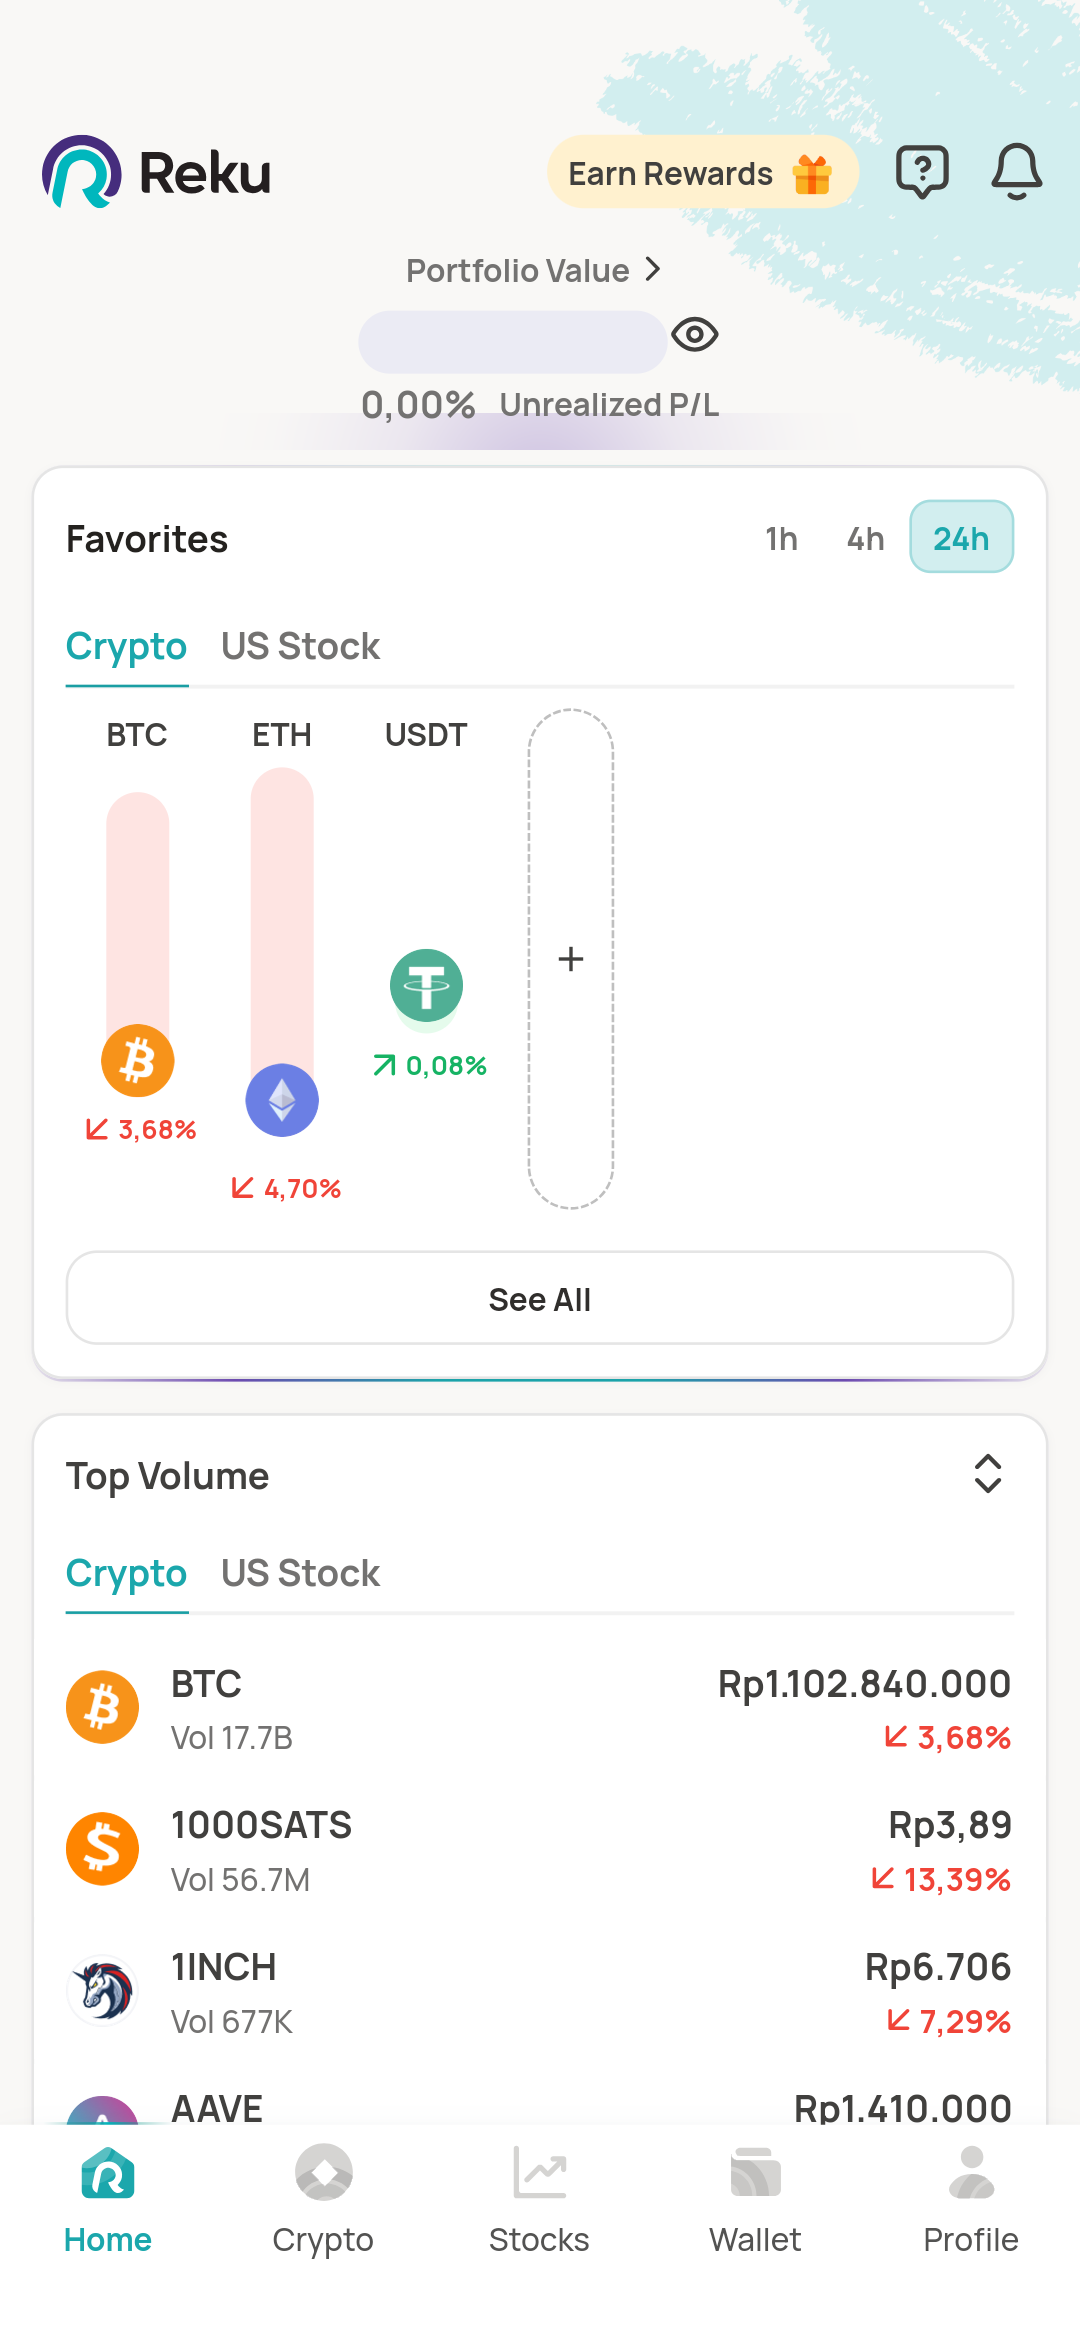 Reku
Earn Rewards
Portfolio Value
0,00% Unrealized P/L
Favorites
1h 4h 24h
Crypto US Stock
BTC ETH USDT
0,08%
3,68%
4,70%
See All
Top Volume
Crypto US Stock
BTC Rp1.102.840.000
Vol 17.7B 3,68%
1000SATS Rp3,89
Vol 56.7M 13,39%
1INCH Rp6.706
Vol 677K 7,29%
AAVE Rp1.410.000
Home Crypto Stocks Wallet Profile